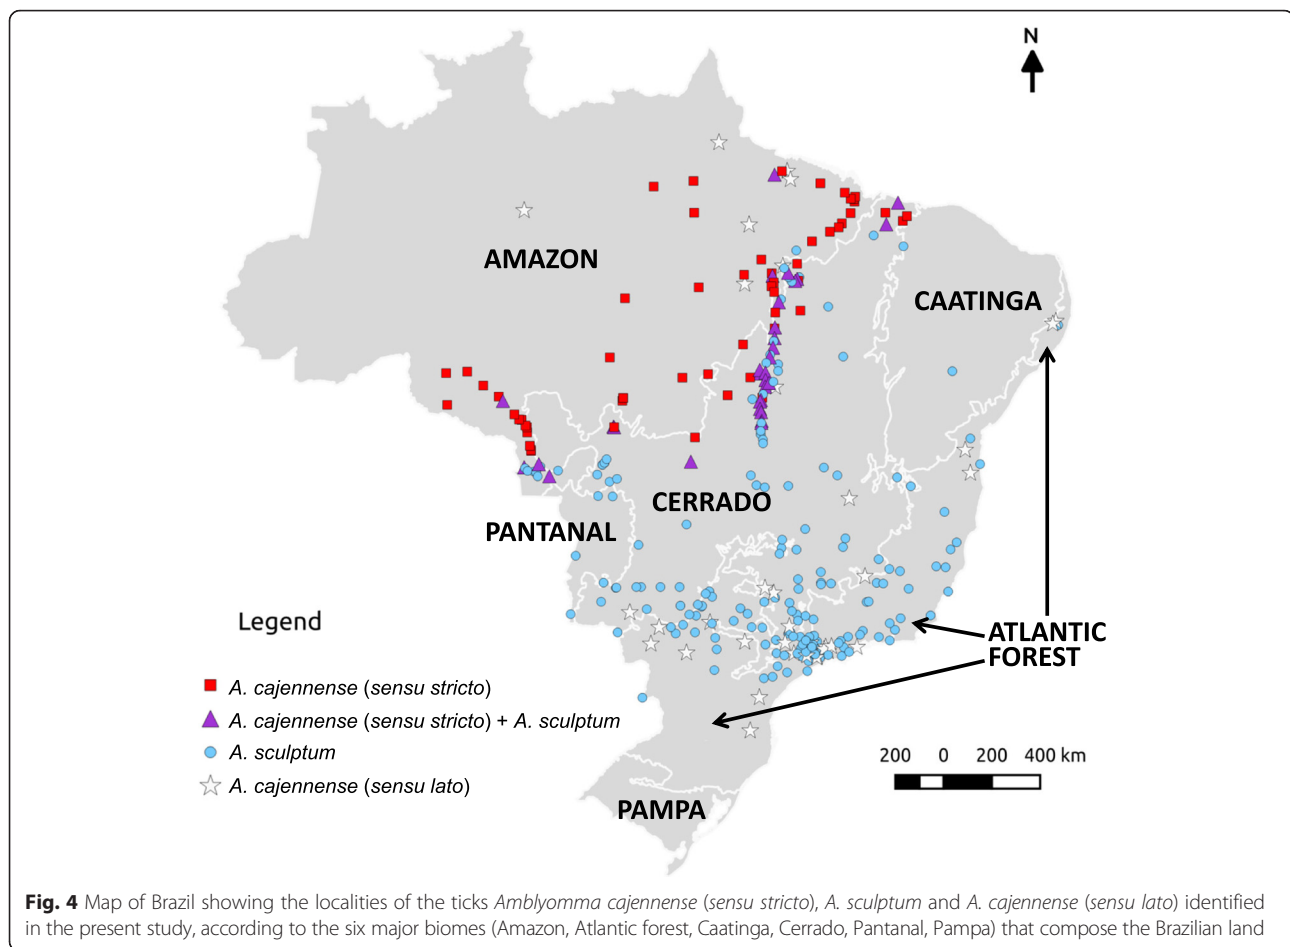 N
AMAZON
CAATINGA
CERRADO
PANTANAL
Legend
ATLANTIC
FOREST
A. cajennense (sensu stricto)
A. cajennense (sensu stricto) + A. sculptum
A. sculptum
A. cajennense (sensu lato)
200 0 200 400 km
PAMPA
Fig. 4 Map of Brazil showing the localities of the ticks Amblyomma cajennense (sensu stricto), A. sculptum and A. cajennense (sensu lato) identified
in the present study, according to the six major biomes (Amazon, Atlantic forest, Caatinga, Cerrado, Pantanal, Pampa) that compose the Brazilian land